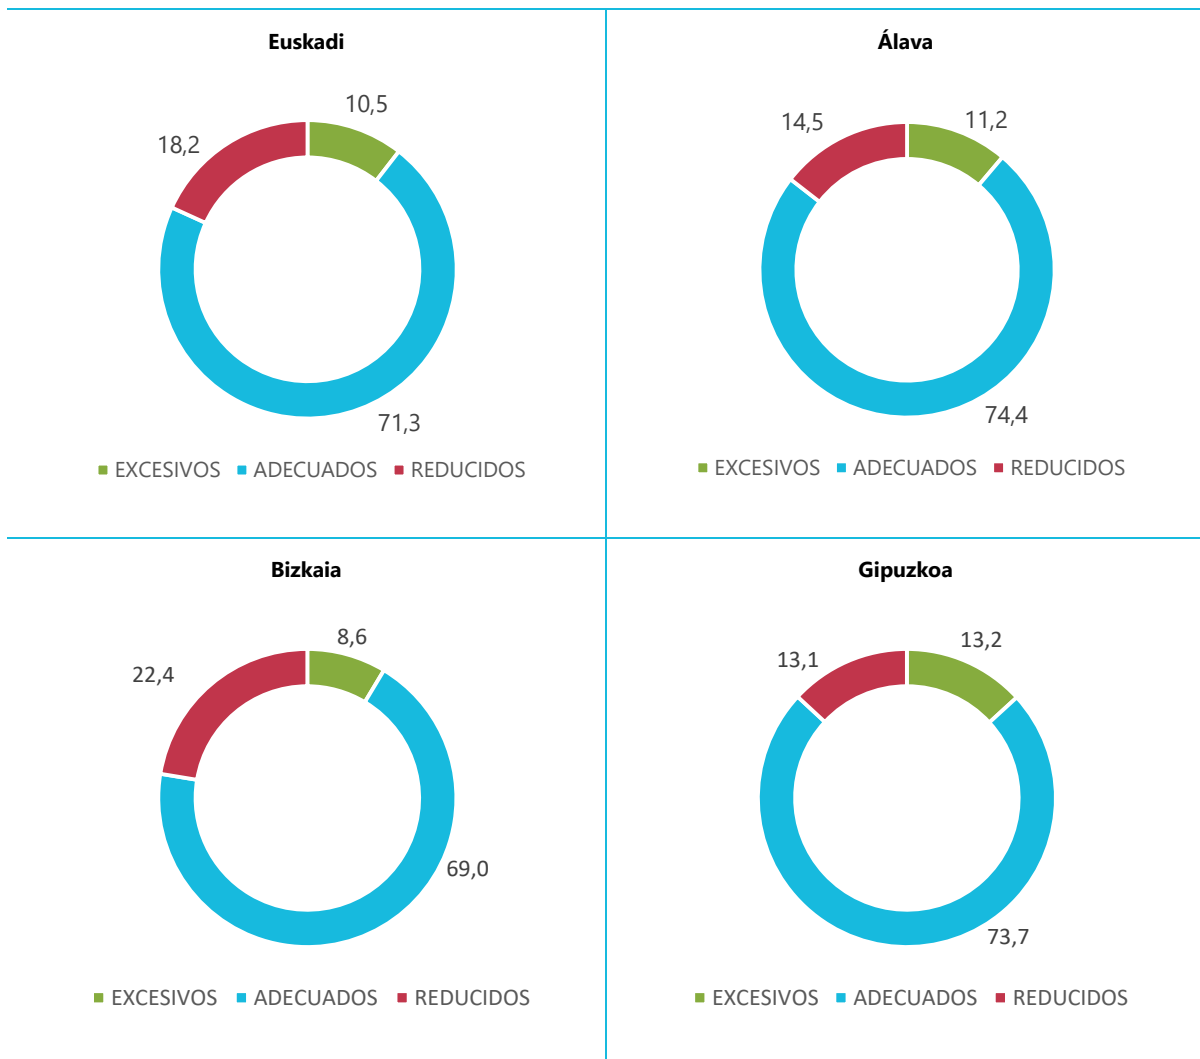 Euskadi
10,5
18,2
71,3
EXCESIVOS ADECUADOS REDUCIDOS
Álava
11,2
14,5
74,4
EXCESIVOS ADECUADOS REDUCIDOS
Bizkaia
8,6
22,4
69,0
EXCESIVOS ADECUADOS REDUCIDOS
Gipuzkoa
13,2
13,1
73,7
EXCESIVOS ADECUADOS REDUCIDOS